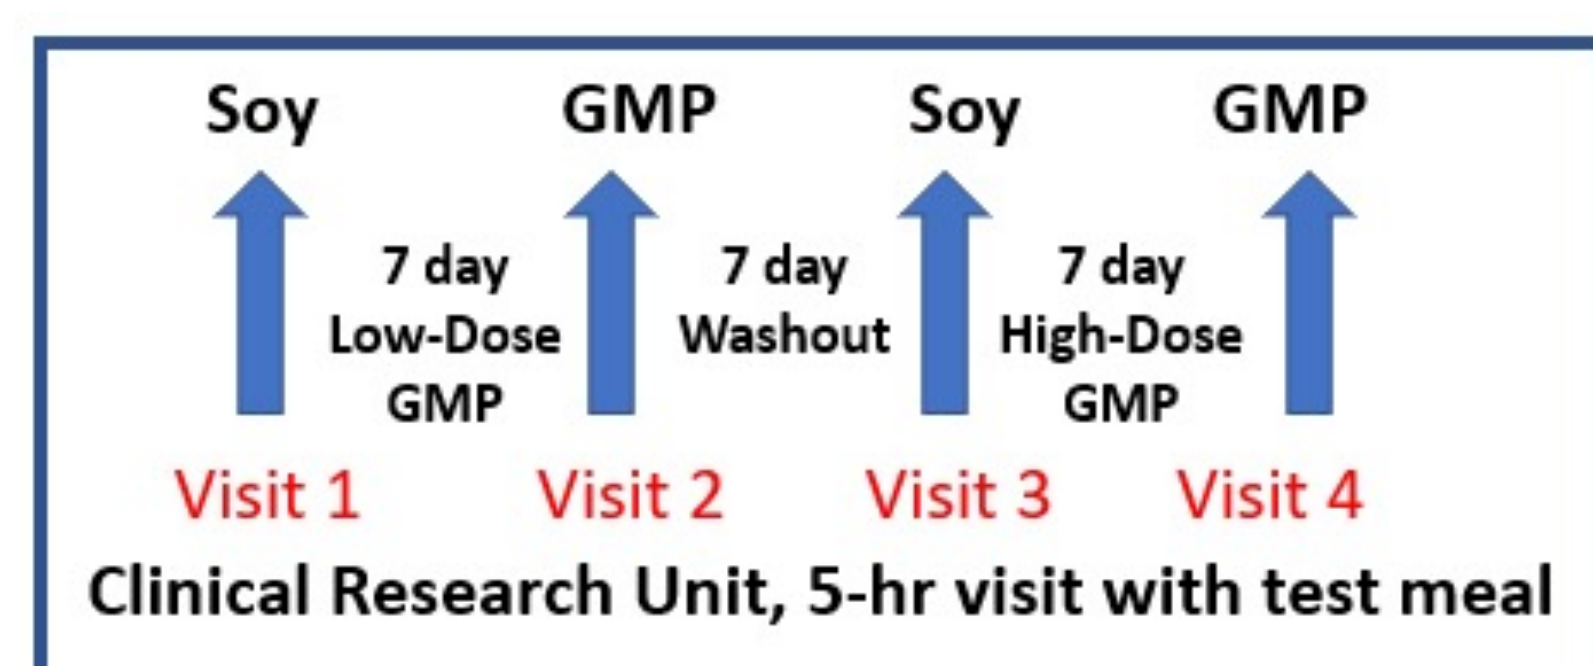 Soy GMP Soy GMP
7 day 7 day 7 day
Low-Dose Washout High-Dose
GMP GMP
Visit 1 Visit 2 Visit 3 Visit 4
Clinical Research Unit, 5-hr visit with test meal